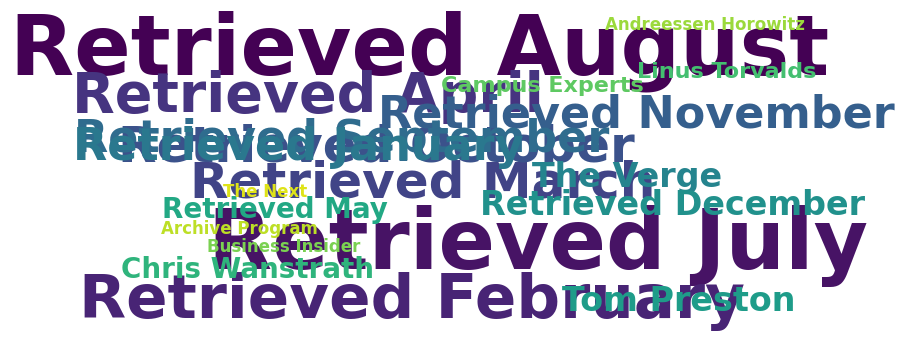 Andreessen Horowitz
Retrieved August
Linus Torvalds
Campus Experts
Retrieved April
Retrieved November
Retrieved September
Retrieved January
Retrieved October
The Verge
Retrieved March
The Next
Retrieved December
Retrieved May
Archive Program
Retrieved July
Business Insider
Chris Wanstrath
Retrieved February
Tom Preston